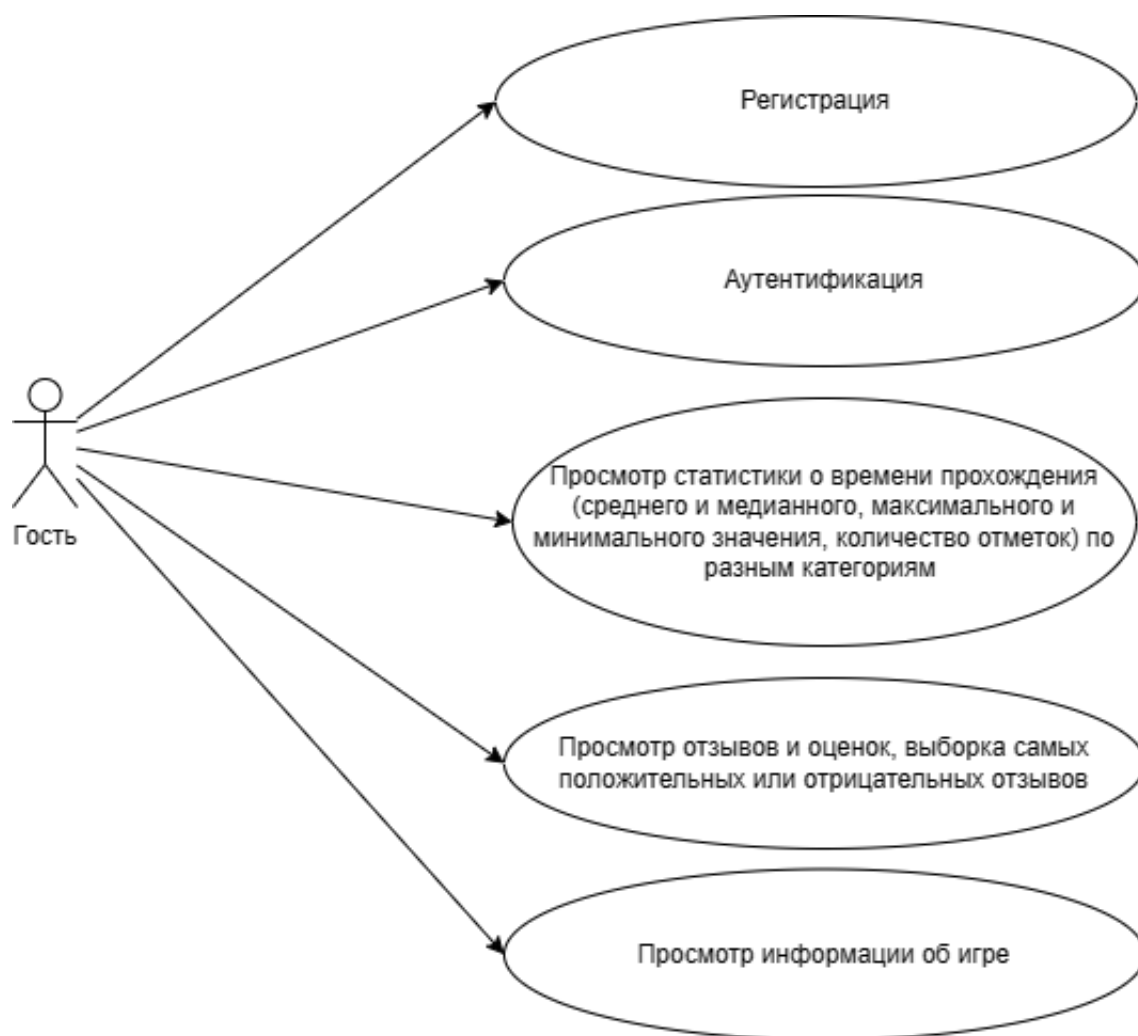 Регистрация
Аутентификация
Просмотр статистики о времени прохождения
(среднего и медианного, максимального и
минимального значения, количество отметок) по
разным категориям
Гость
Просмотр отзывов и оценок, выборка самых
положительных или отрицательных отзывов
Просмотр информации об игре